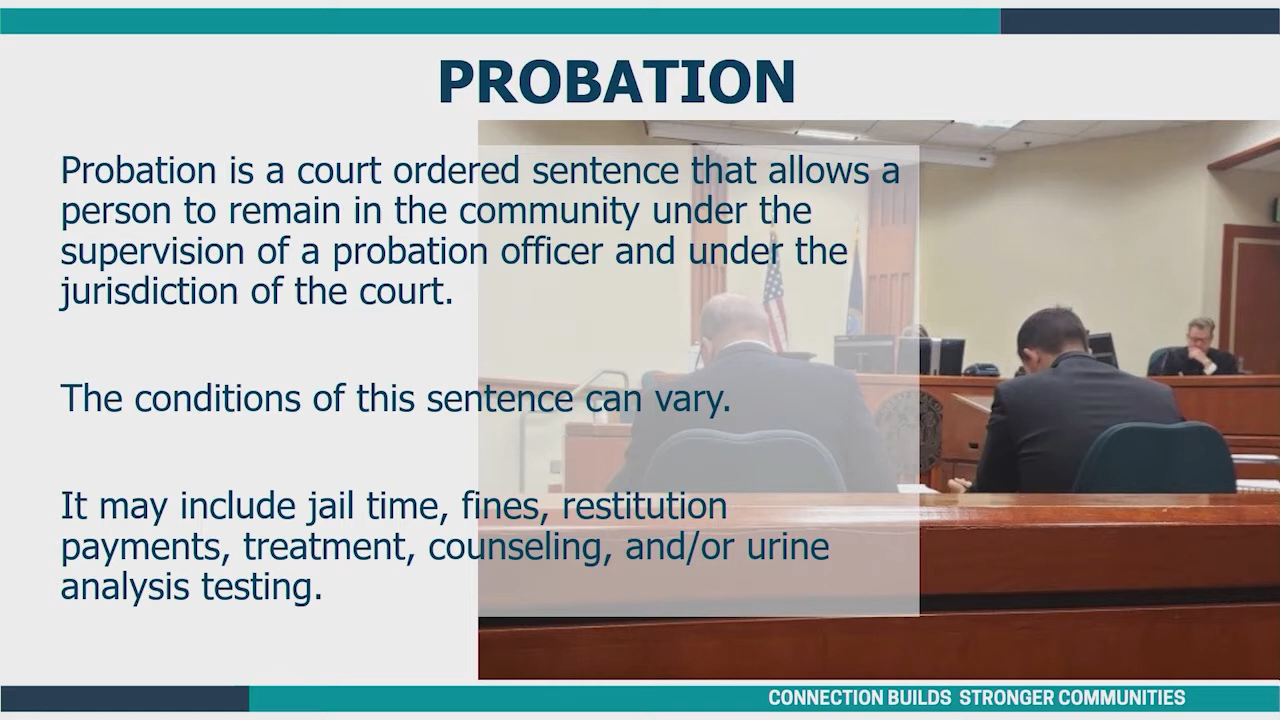 PROBATION
Probation is a court ordered sentence that allows a
person to remain in the community under the
supervision of a probation officer and under the
jurisdiction of the court.
The conditions of this sentence can vary.
It may include jail time, fines, restitution
payments, treatment, counseling, and/or urine
analysis testing.
CONNECTION BUILDS STRONGER COMMUNITIES